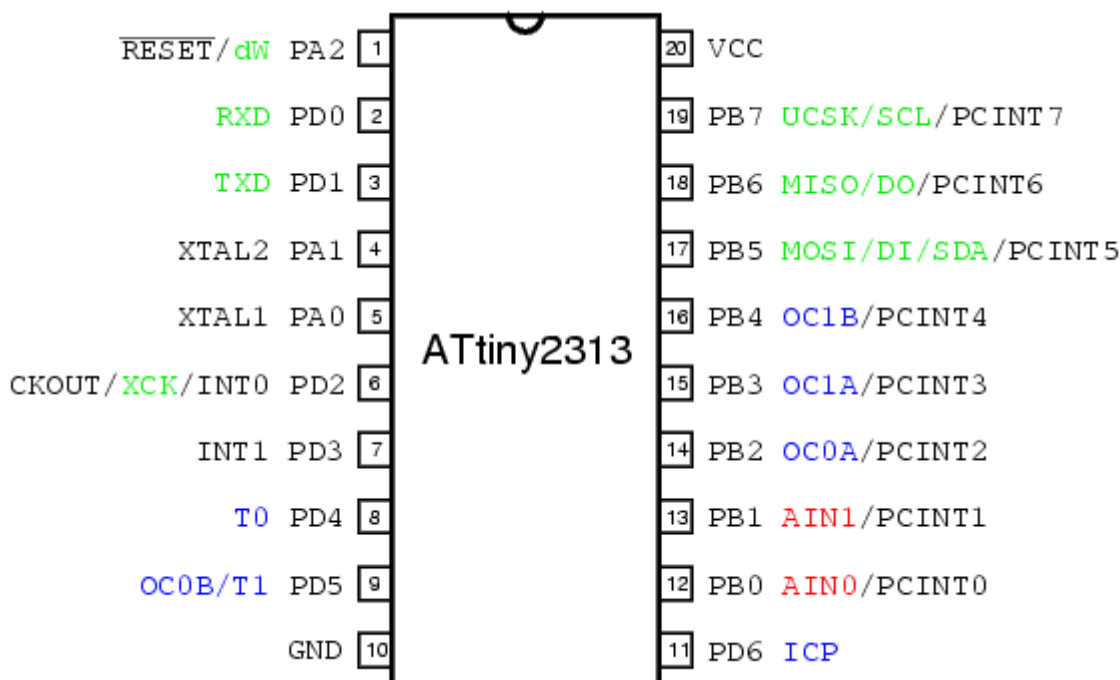 RESET/dW PA2 1 20 VCC
RXD PD0 2 19 PB7 UCSK/SCL/PCINT7
TXD PD1 3 18 PB6 MISO/DO/PCINT6
XTAL2 PA1 4 17 PB5 MOSI/DI/SDA/PCINT5
XTAL1 PA0 5 16 PB4 OC1B/PCINT4
ATtiny2313
CKOUT/XCK/INT0 PD2 6 15 PB3 OC1A/PCINT3
INT1 PD3 7 14 PB2 OC0A/PCINT2
T0 PD4 8 13 PB1 AIN1/PCINT1
OC0B/T1 PD5 9 12 PB0 AIN0/PCINT0
GND 10 11 PD6 ICP